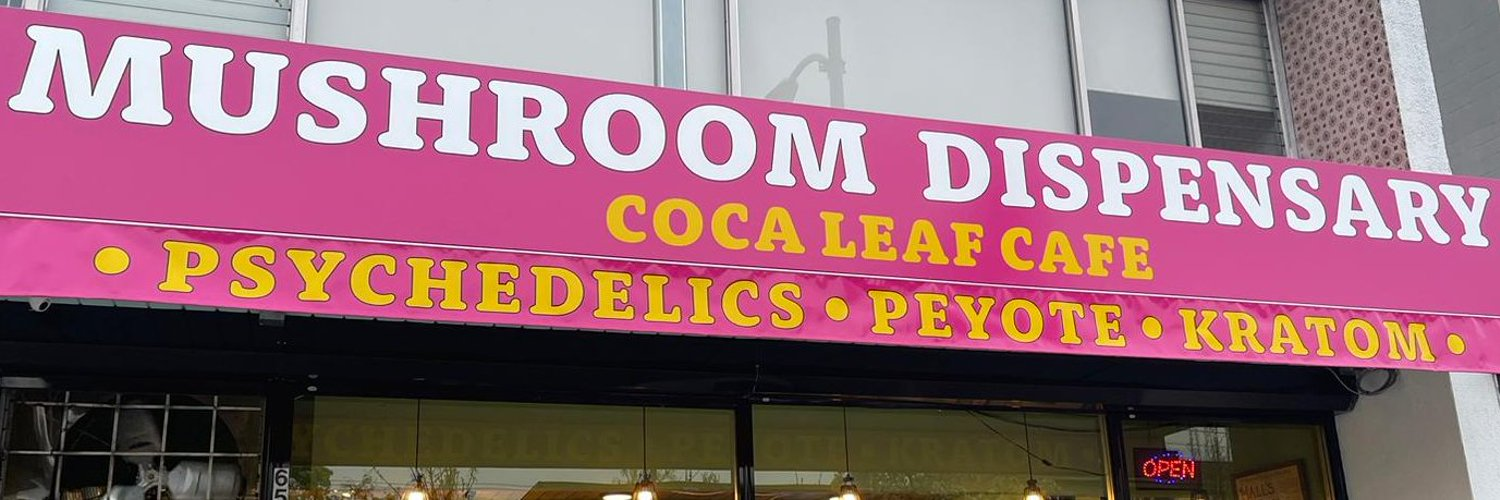 MUSHROOM DISPENSARY
COCA LEAF CAFE
• PSYCHEDELICS • PEYOTE • KRATOM •
OPEN